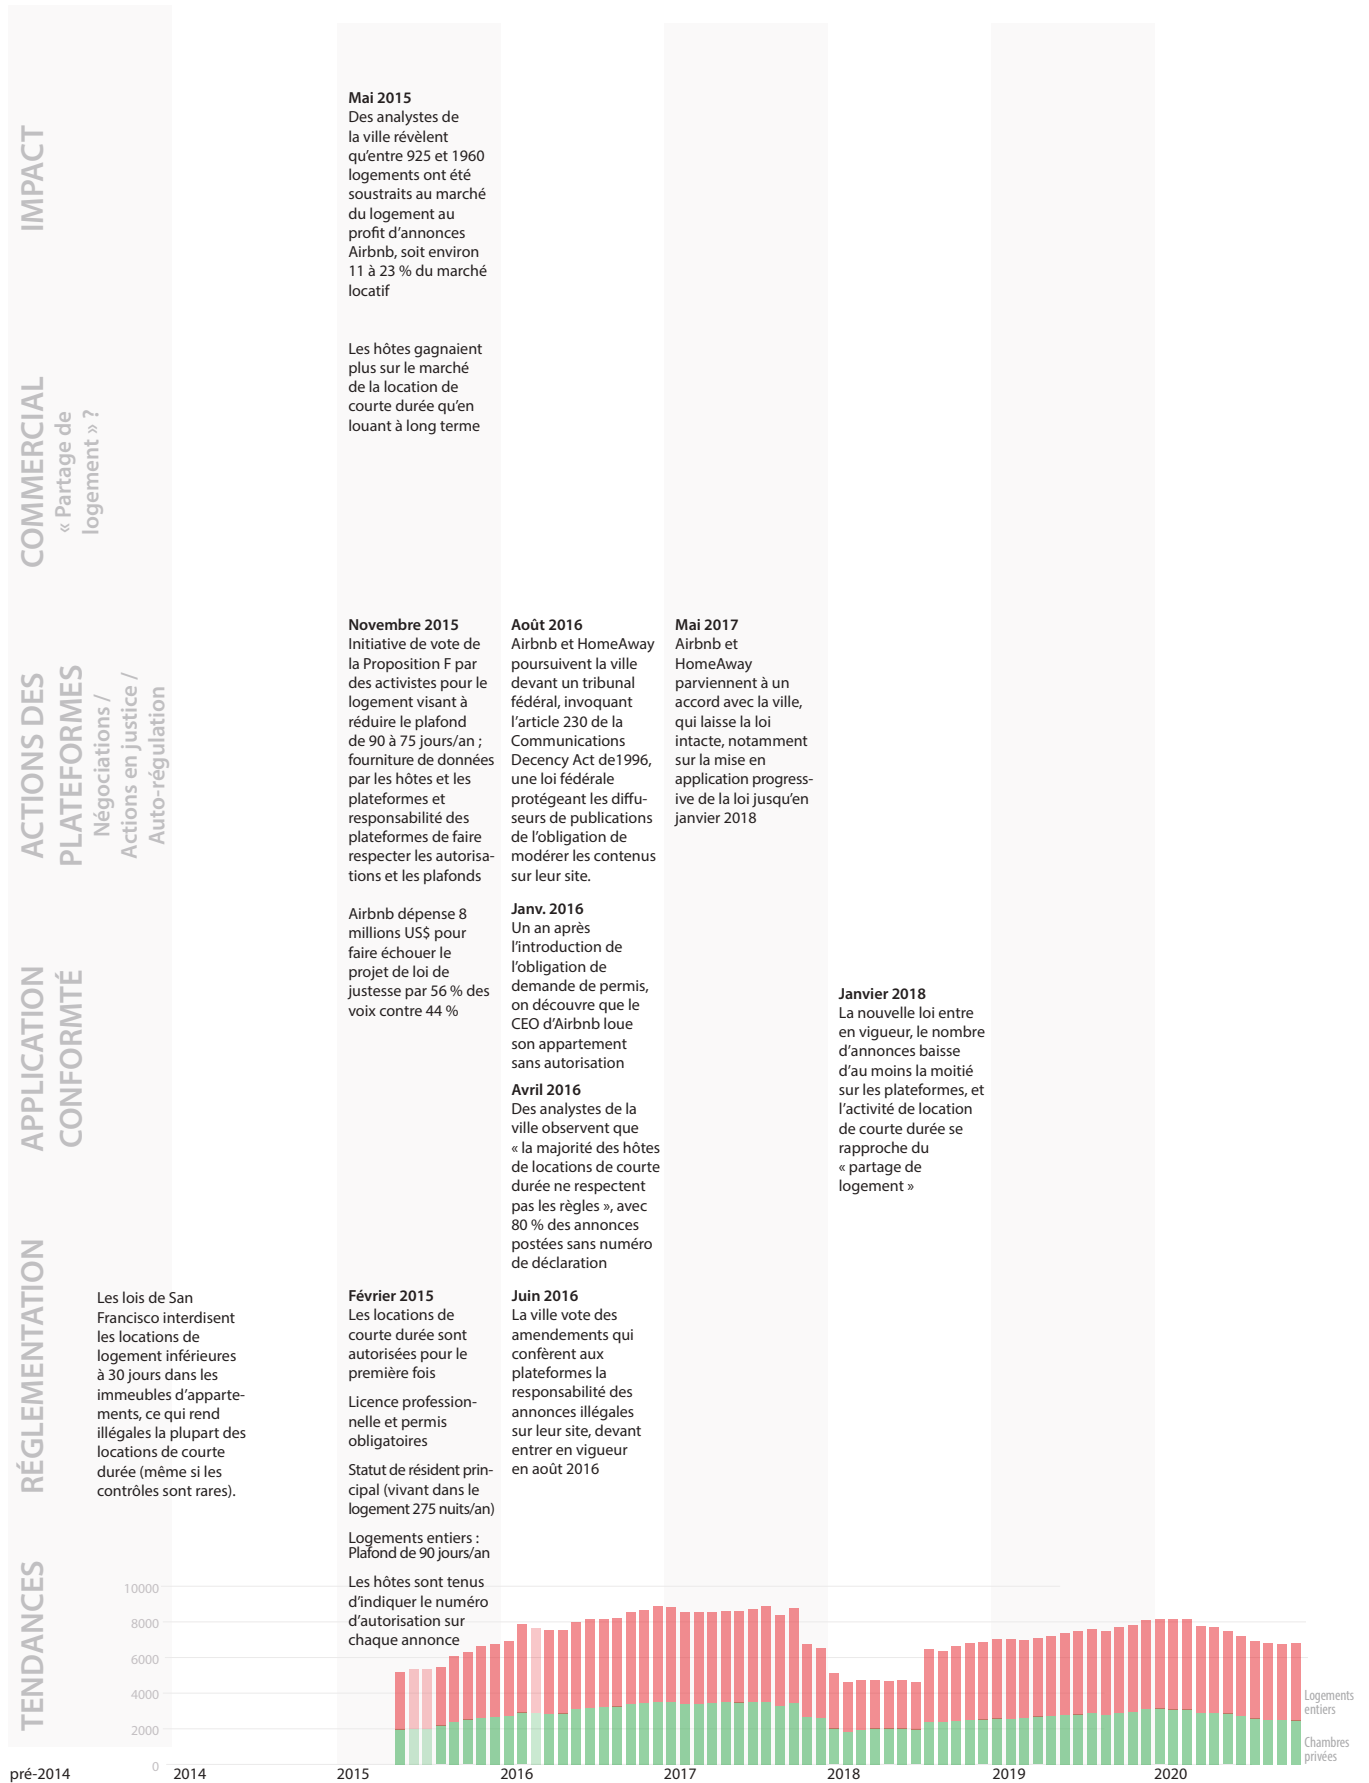 IMPACT
Mai 2015
Des analystes de
la ville révèlent
qu'entre 925 et 1960
logements ont été
soustraits au marché
du logement au
profit d'annonces
Airbnb, soit environ
11 à 23 % du marché
locatif
COMMERCIAL
« Partage de
logement » ?
Les hôtes gagnaient
plus sur le marché
de la location de
courte durée qu'en
louant à long terme
ACTIONS DES
PLATEFORMES
Négociations /
Actions en justice /
Auto-régulation
Novembre 2015
Initiative de vote de
la Proposition F par
des activistes pour le
logement visant à
réduire le plafond
de 90 à 75 jours/an ;
fourniture de données
par les hôtes et les
plateformes et
responsabilité des
plateformes de faire
respecter les autorisa-
tions et les plafonds
Airbnb dépense 8
millions US$ pour
faire échouer le
projet de loi de
justesse par 56 % des
voix contre 44 %
Août 2016
Airbnb et HomeAway
poursuivent la ville
devant un tribunal
fédéral, invoquant
l'article 230 de la
Communications
Decency Act de1996,
une loi fédérale
protégeant les diffu-
seurs de publications
de l'obligation de
modérer les contenus
sur leur site.
Mai 2017
Airbnb et
HomeAway
parviennent à un
accord avec la ville,
qui laisse la loi
intacte, notamment
sur la mise en
application progress-
ive de la loi jusqu'en
janvier 2018
APPLICATION
CONFORMTÉ
Janv. 2016
Un an après
l'introduction de
l'obligation de
demande de permis,
on découvre que le
CEO d'Airbnb loue
son appartement
sans autorisation
Avril 2016
Des analystes de la
ville observent que
« la majorité des hôtes
de locations de courte
durée ne respectent
pas les règles », avec
80 % des annonces
postées sans numéro
de déclaration
Janvier 2018
La nouvelle loi entre
en vigueur, le nombre
d'annonces baisse
d'au moins la moitié
sur les plateformes, et
l'activité de location
de courte durée se
rapproche du
« partage de
logement »
RÉGLEMENTATION
Les lois de San
Francisco interdisent
les locations de
logement inférieures
à 30 jours dans les
immeubles d'apparte-
ments, ce qui rend
illégales la plupart des
locations de courte
durée (même si les
contrôles sont rares).
Février 2015
Les locations de
courte durée sont
autorisées pour le
première fois
Licence profession-
nelle et permis
obligatoires
Statut de résident prin-
cipal (vivant dans le
logement 275 nuits/an)
Logements entiers :
Plafond de 90 jours/an
Les hôtes sont tenus
d'indiquer le numéro
d'autorisation sur
chaque annonce
Juin 2016
La ville vote des
amendements qui
confèrent aux
plateformes la
responsabilité des
annonces illégales
sur leur site, devant
entrer en vigueur
en août 2016
TENDANCES
10000
8000
6000
4000
2000
0
Logements
entiers
Chambres
privées
pré-2014
2014
2015
2016
2017
2018
2019
2020